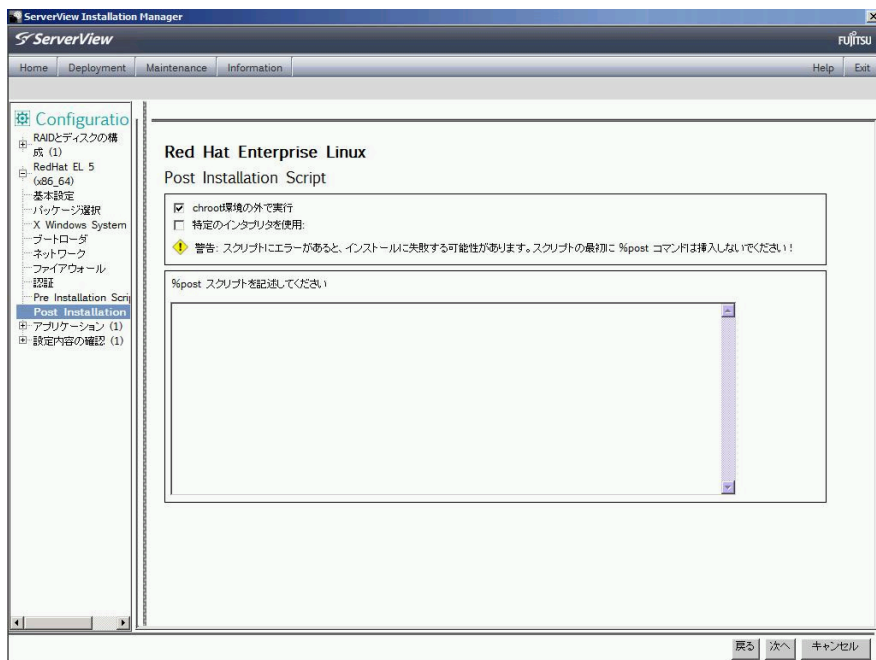 ServerView Installation Manager
ServerView
FUJITSU
Home Deployment Maintenance Information Help Exit
Configuratio
RAIDとディスクの構
成 (1)
RedHat EL 5
(x86_64)
基本設定
パッケージ選択
X Windows System
ブートローダ
ネットワーク
ファイアウォール
認証
Pre Installation Scrip
Post Installation
アプリケーション (1)
設定内容の確認 (1)
Red Hat Enterprise Linux
Post Installation Script
chroot環境の外で実行
特定のインタプリタを使用:
警告: スクリプトにエラーがあると、インストールに失敗する可能性があります。スクリプトの最初に %post コマンドは挿入しないでください!
%post スクリプトを記述してください
戻る 次へ キャンセル